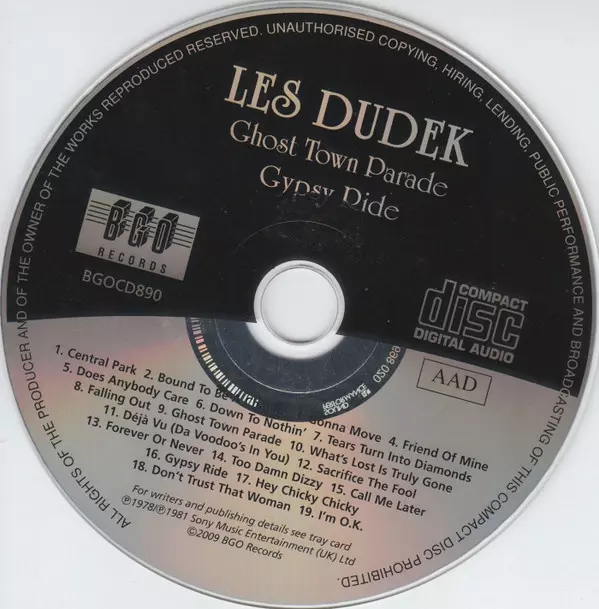 ALL RIGHTS OF THE PRODUCER AND OF THE OWNER OF THE WORKS REPRODUCED RESERVED. UNAUTHORISED COPYING, HIRING, LENDING, PUBLIC PERFORMANCE AND BROADCASTING OF THIS COMPACT DISC PROHIBITED.
LES DUDEK
Ghost Town Parade
Gypsy Ride
BGO
RECORDS
BGOCD890
COMPACT
disc
DIGITAL AUDIO
AAD
1. Central Park 2. Bound To Be Gonna Move 4. Friend Of Mine
5. Does Anybody Care 6. Down To Nothin' 7. Tears Turn Into Diamonds
8. Falling Out 9. Ghost Town Parade 10. What's Lost Is Truly Gone
11. Déjà Vu (Da Voodoo's In You) 12. Sacrifice The Fool
13. Forever Or Never 14. Too Damn Dizzy 15. Call Me Later
16. Gypsy Ride 17. Hey Chicky Chicky
18. Don't Trust That Woman 19. I'm O.K.
For writers and publishing details see tray card
Ⓟ1978/Ⓟ1981 Sony Music Entertainment (UK) Ltd
©2009 BGO Records